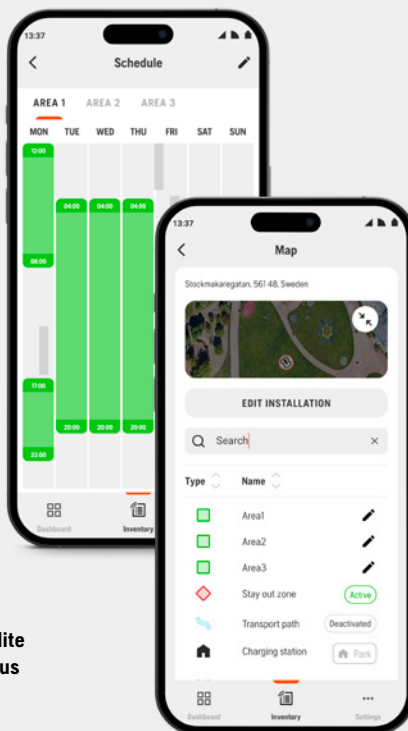 13:37
Schedule
AREA 1 AREA 2 AREA 3
MON TUE WED THU FRI SAT SUN
12:00
04:00 04:00 04:00
08:00
17:00
20:00 20:00 20:00
23:00
Dashboard Inventory
13:37
Map
Stockmakaregatan, 561 48, Sweden
EDIT INSTALLATION
Search
Type Name
Area1
Area2
Area3
Stay out zone Active
Transport path Deactivated
Charging station Park
Dashboard Inventory Settings
lite
us